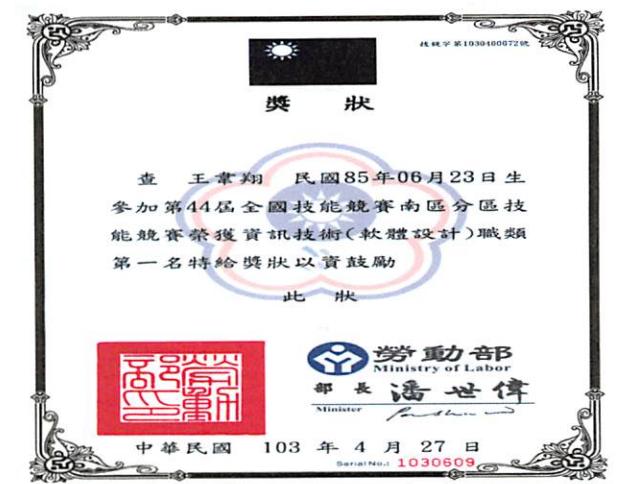 技競字第1030400672號
獎 狀
查 王韋翔 民國85年06月23日生
參加第44屆全國技能競賽南區分區技
能競賽榮獲資訊技術(軟體設計)職類
第一名特給獎狀以資鼓勵
此 狀
勞動部印
勞動部
Ministry of Labor
部 長 潘世偉
Minister
中華民國 103 年 4 月 27 日
Serial No.: 1030609